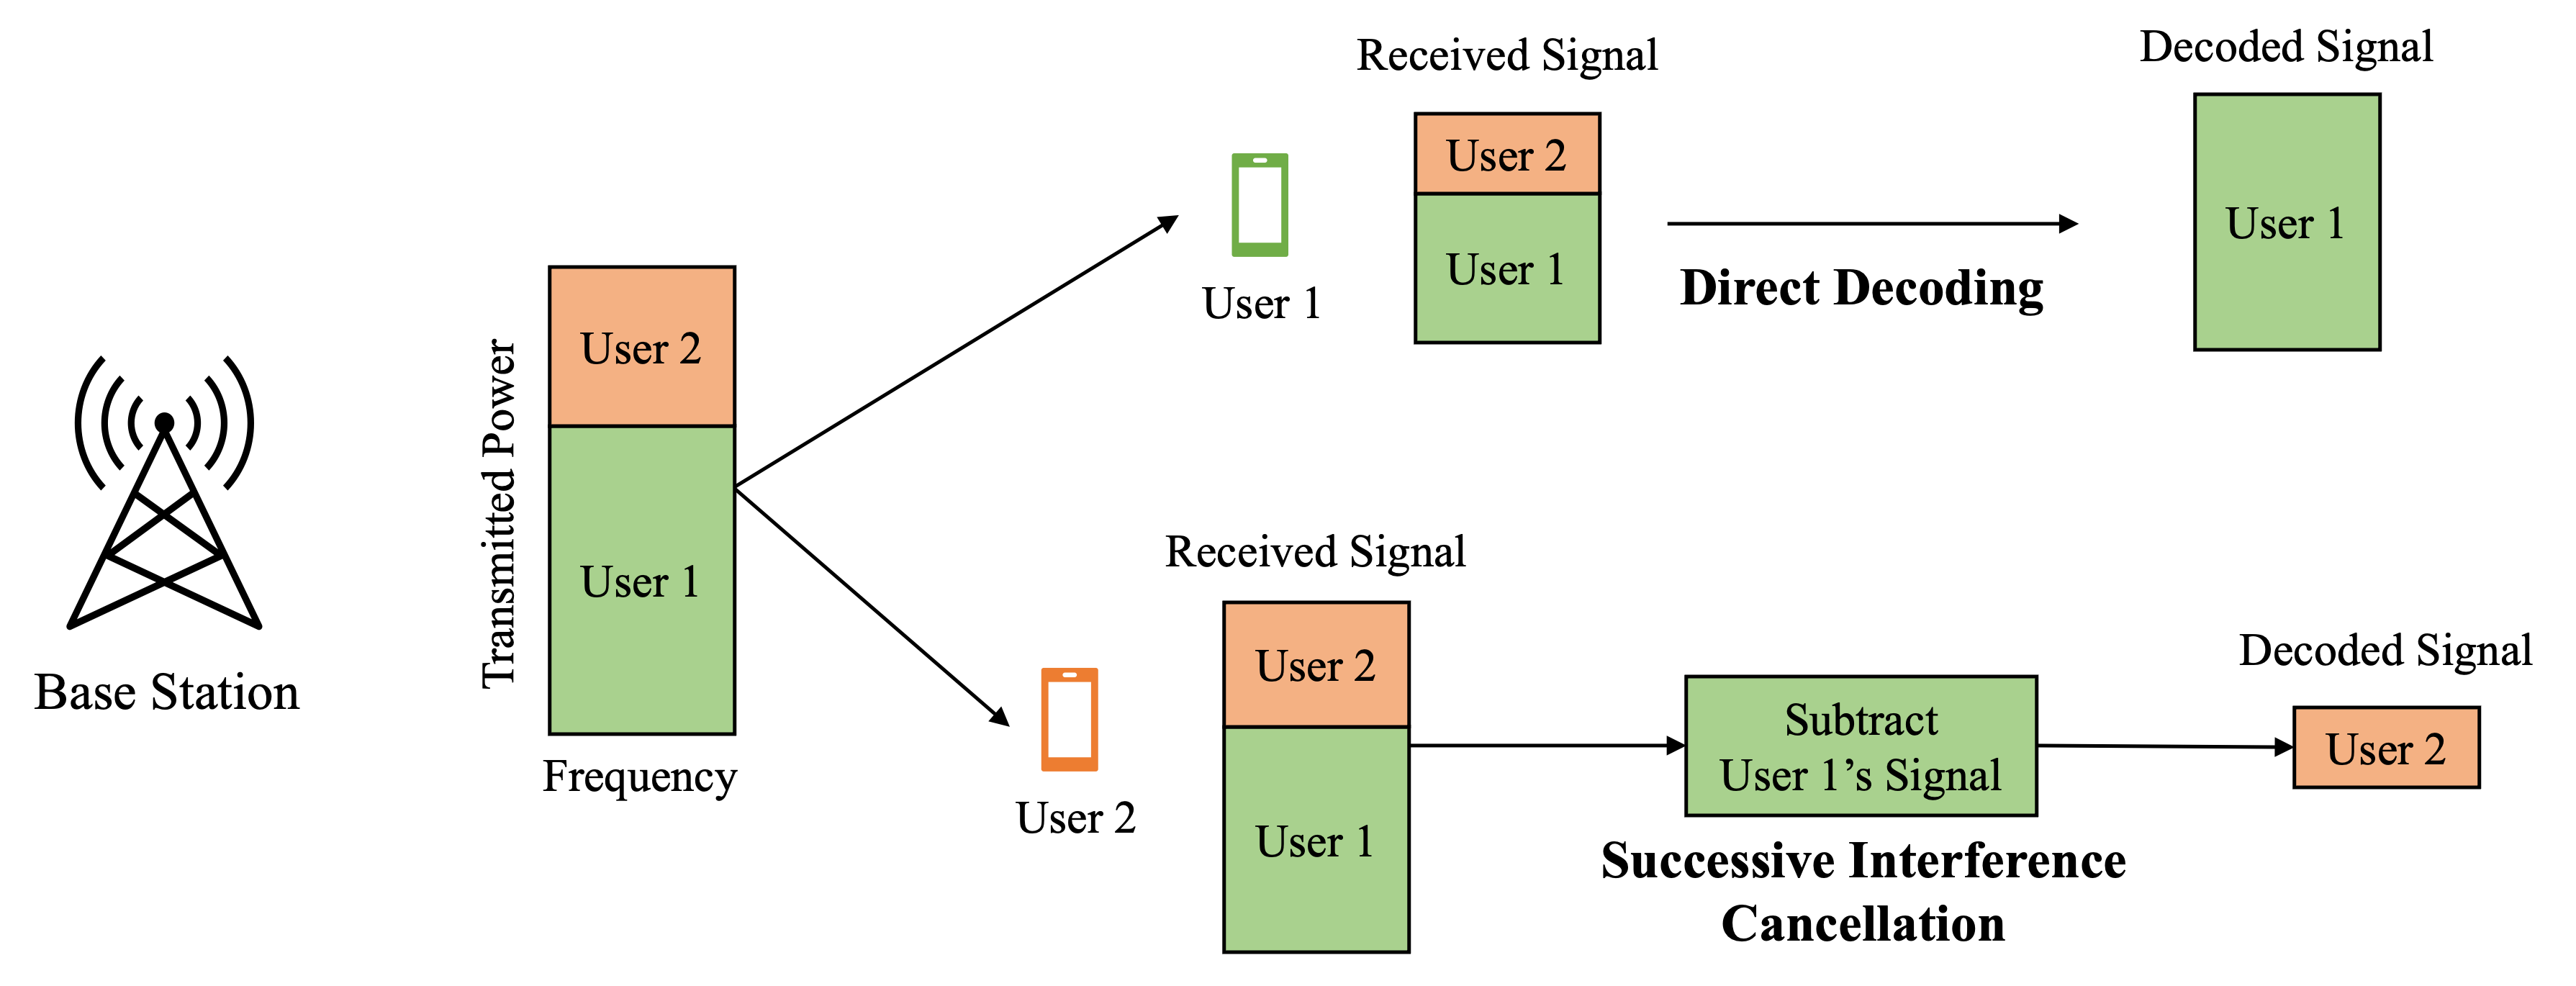 Base Station
Transmitted Power
User 2
User 1
Frequency
User 1
Received Signal
User 2
User 1
Direct Decoding
Decoded Signal
User 1
User 2
Received Signal
User 2
User 1
Subtract
User 1’s Signal
Successive Interference
Cancellation
Decoded Signal
User 2